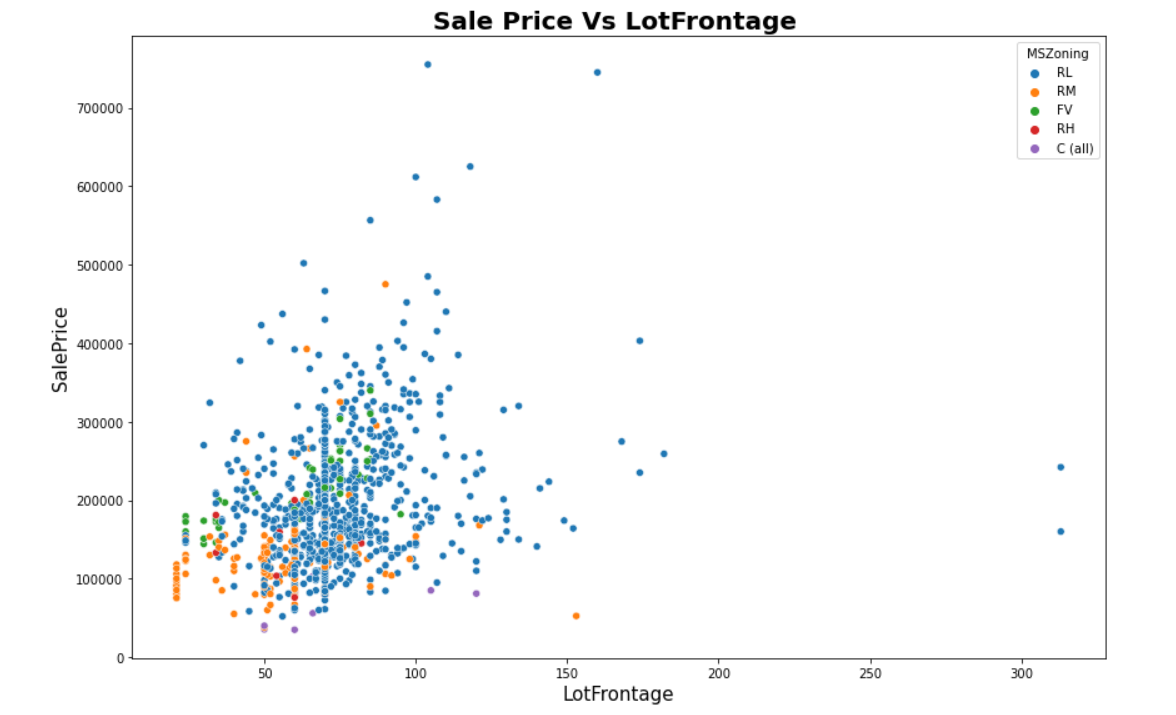 Sale Price Vs LotFrontage
MSZoning
RL
RM
FV
RH
C (all)
700000
600000
500000
400000
300000
200000
100000
0
SalePrice
50
100
150
200
250
300
LotFrontage